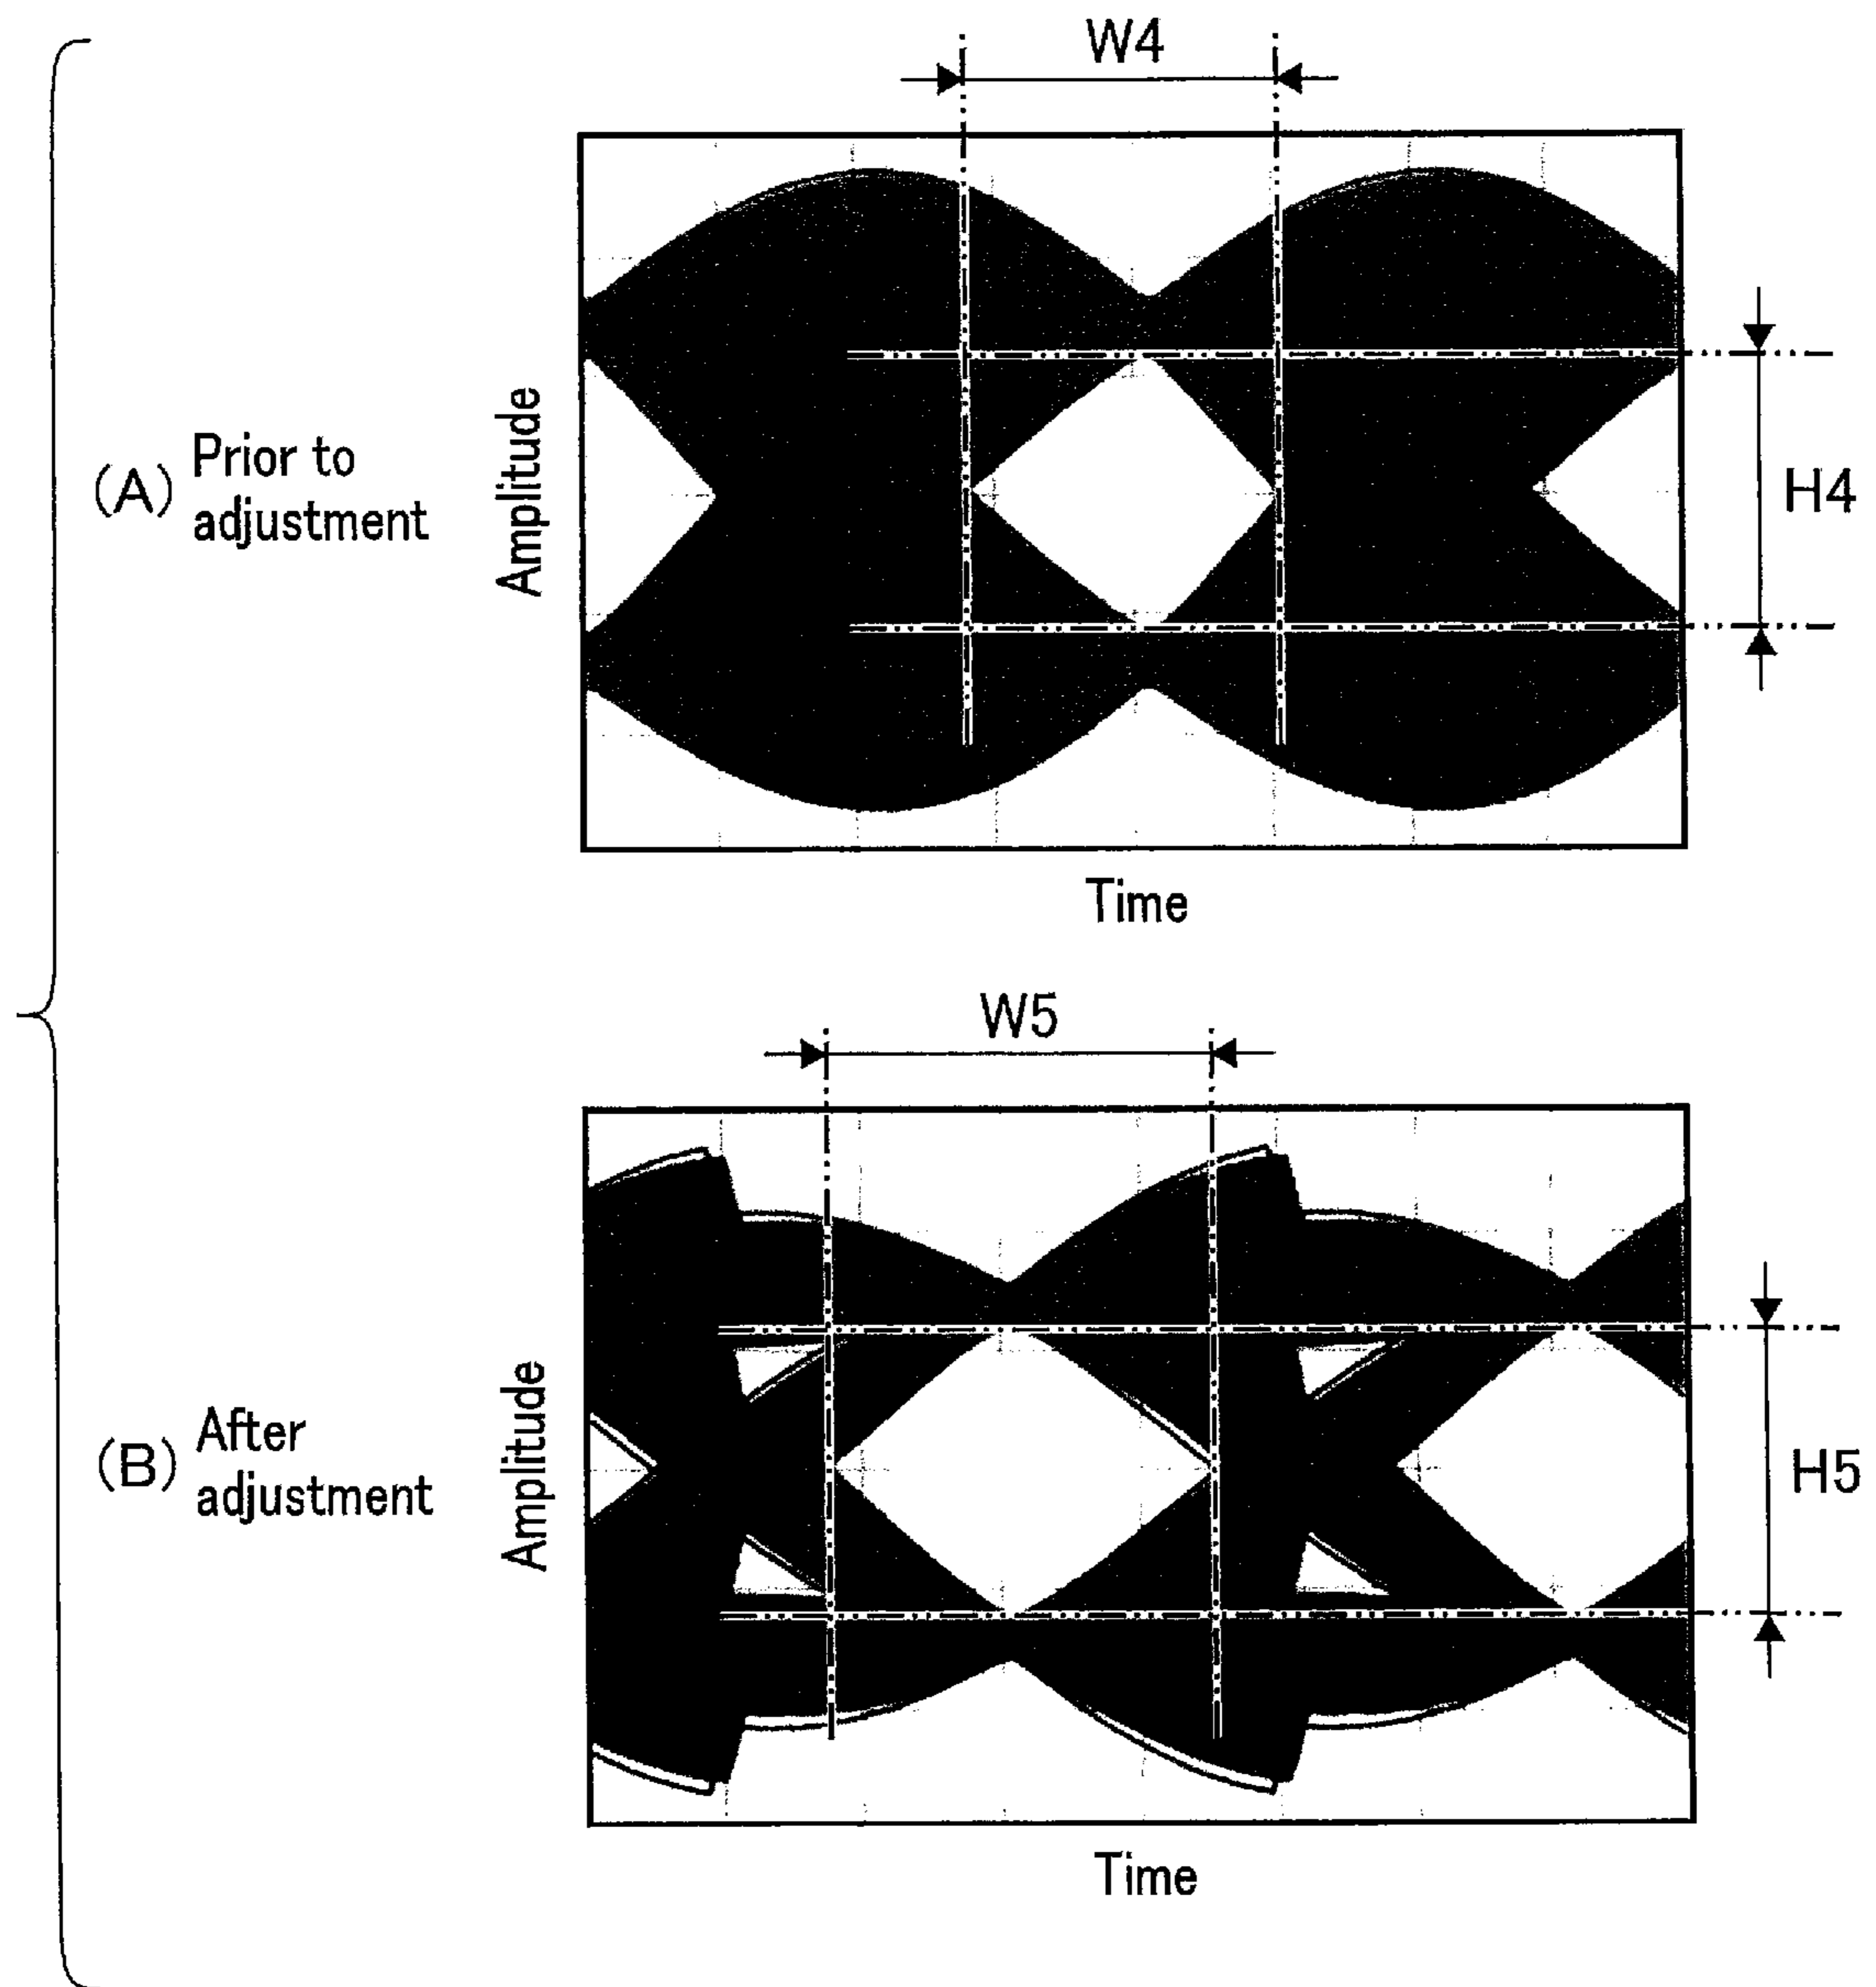 W4
(A) Prior to
adjustment
Amplitude
H4
Time
W5
(B) After
adjustment
Amplitude
H5
Time